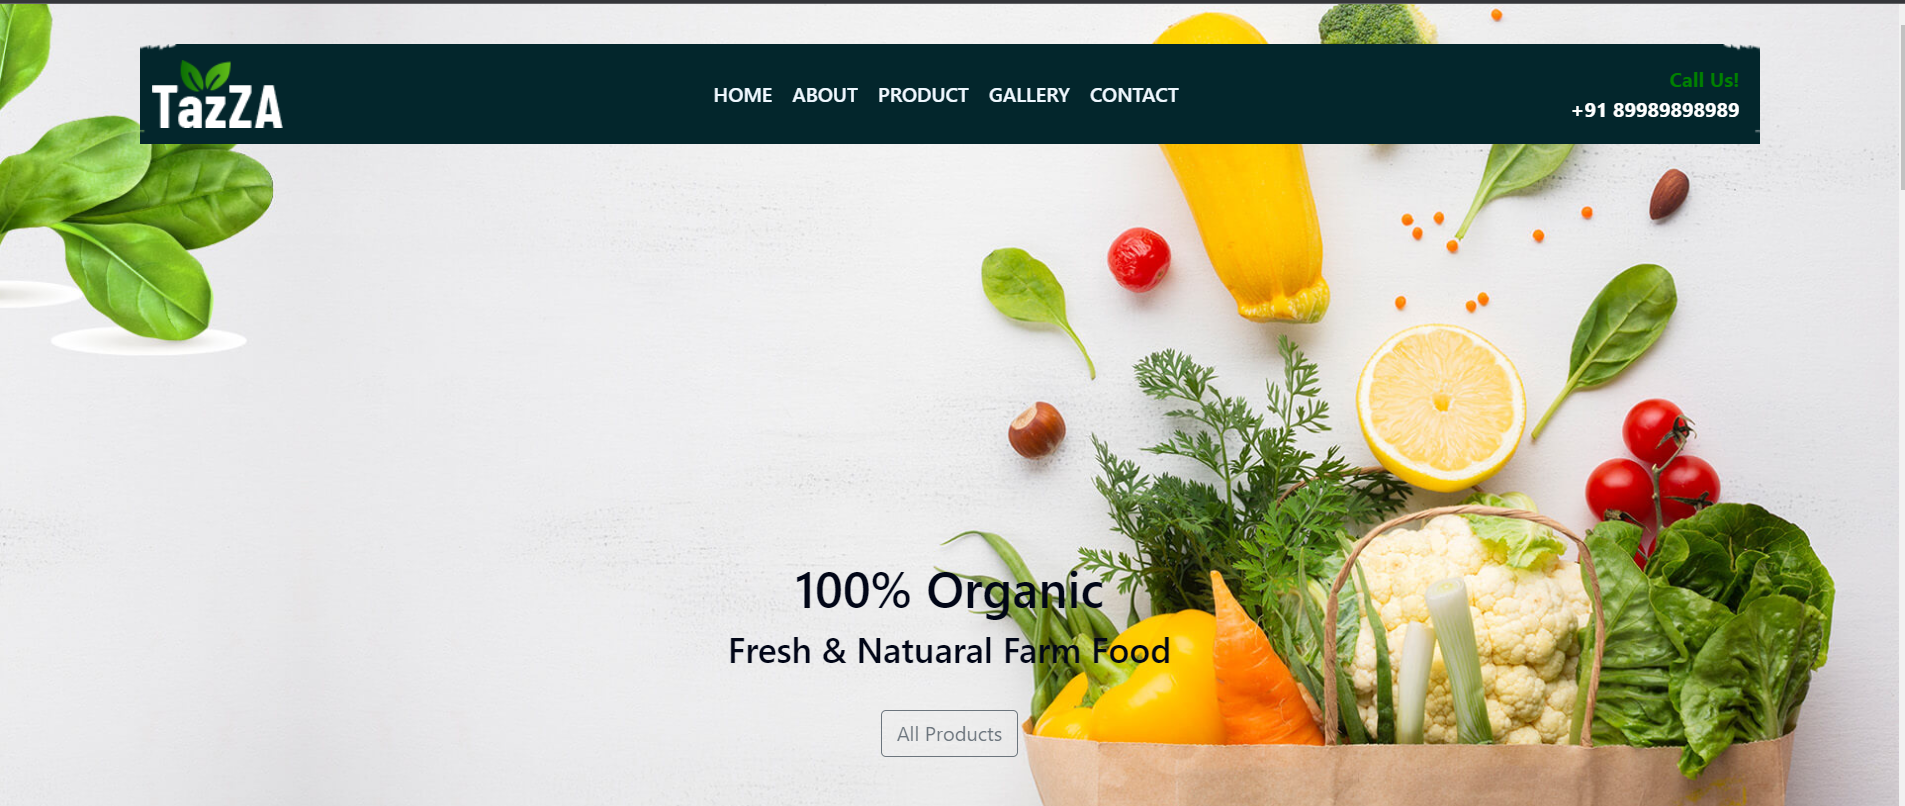 TazZA
HOME ABOUT PRODUCT GALLERY CONTACT
Call Us!
+91 89989898989
100% Organic
Fresh & Natuaral Farm Food
All Products